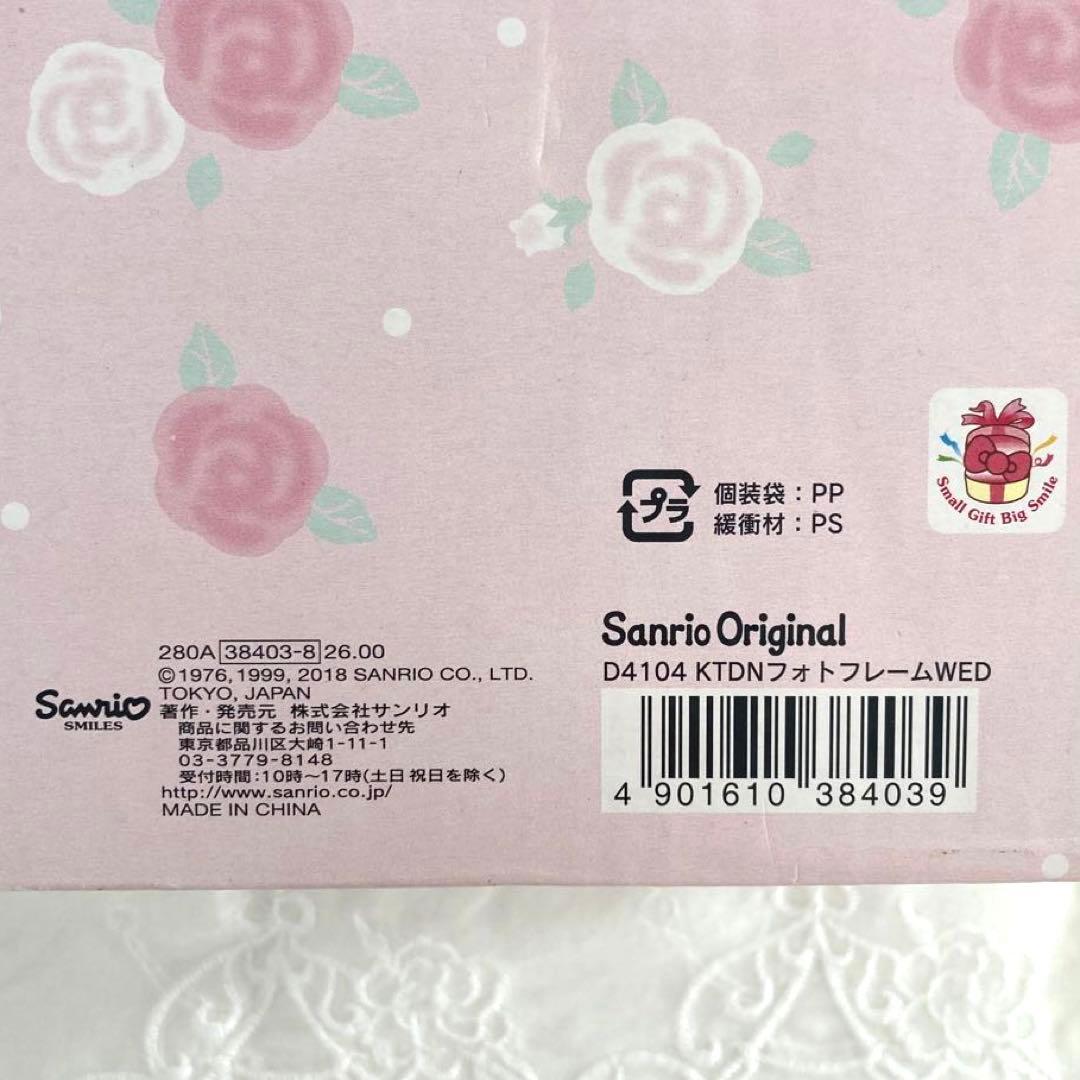 Small Gift Big Smile
プラ
個装袋：PP
緩衝材：PS
Sanrio Original
D4104 KTDNフォトフレームWED
4 901610 384039
280A 38403-8 26.00
©1976,1999, 2018 SANRIO CO., LTD.
TOKYO, JAPAN
Sanrio
SMILES
著作・発売元 株式会社サンリオ
商品に関するお問い合わせ先
東京都品川区大崎1-11-1
03-3779-8148
受付時間：10時～17時(土日祝日を除く)
http://www.sanrio.co.jp/
MADE IN CHINA